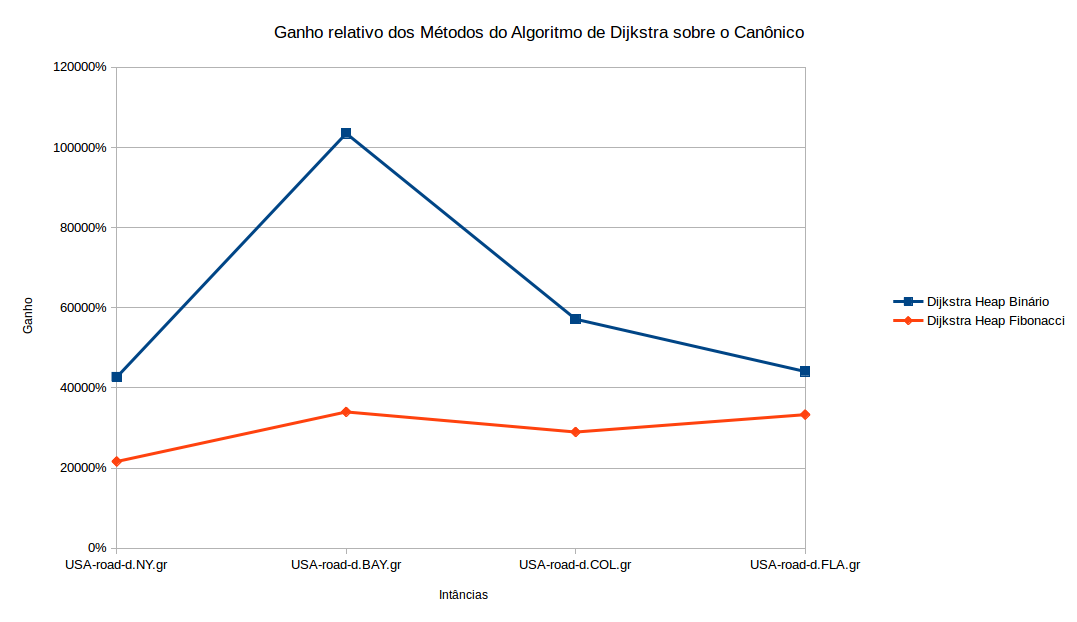 Ganho relativo dos Métodos do Algoritmo de Dijkstra sobre o Canônico
120000%
100000%
80000%
60000%
40000%
20000%
0%
Ganho
USA-road-d.NY.gr
USA-road-d.BAY.gr
USA-road-d.COL.gr
USA-road-d.FLA.gr
Intâncias
Dijkstra Heap Binário
Dijkstra Heap Fibonacci